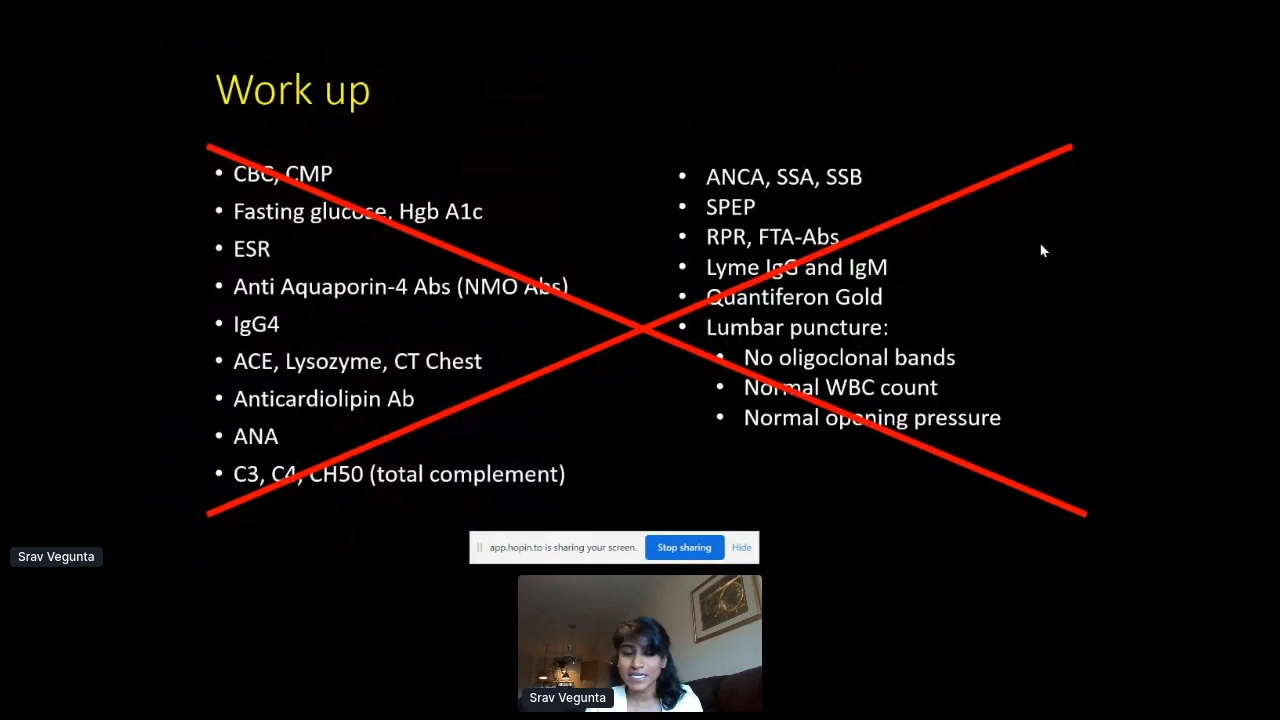 Work up
• CBC, CMP
• Fasting glucose, Hgb A1c
• ESR
• Anti Aquaporin-4 Abs (NMO Abs)
• IgG4
• ACE, Lysozyme, CT Chest
• Anticardiolipin Ab
• ANA
• C3, C4, CH50 (total complement)
• ANCA, SSA, SSB
• SPEP
• RPR, FTA-Abs
• Lyme IgG and IgM
• Quantiferon Gold
• Lumbar puncture:
• No oligoclonal bands
• Normal WBC count
• Normal opening pressure
app.hopin.to is sharing your screen.
Stop sharing
Hide
Srav Vegunta
Srav Vegunta